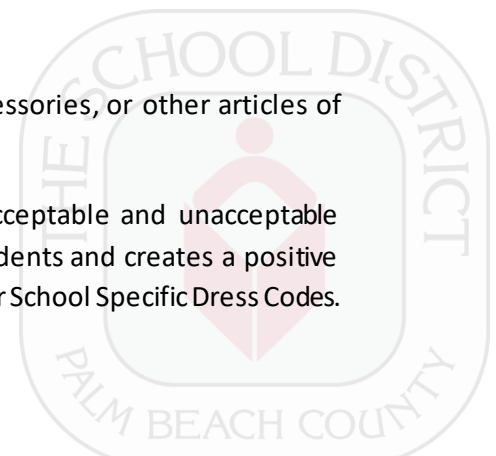 THE SCHOOL DISTRICT
essories, or other articles of
cceptable and unacceptable
dents and creates a positive
r School Specific Dress Codes.
PALM BEACH COUNTY